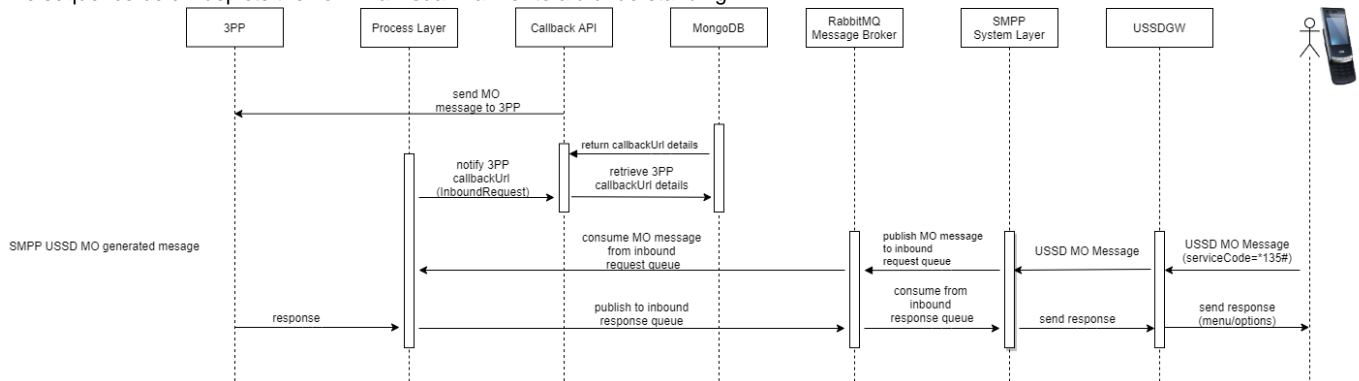 3PP
Process Layer
Callback API
MongoDB
RabbitMQ
Message Broker
SMPP
System Layer
USSDGW
send MO
message to 3PP
return callbackUrl details
notify 3PP
callbackUrl
(InboundRequest)
retrieve 3PP
callbackUrl details
SMPP USSD MO generated mesage
consume MO message
from inbound
request queue
publish MO message
to inbound
request queue
USSD MO Message
USSD MO Message
(serviceCode=*135#)
response
publish to inbound
response queue
consume from
inbound
response queue
send response
send response
(menu/options)